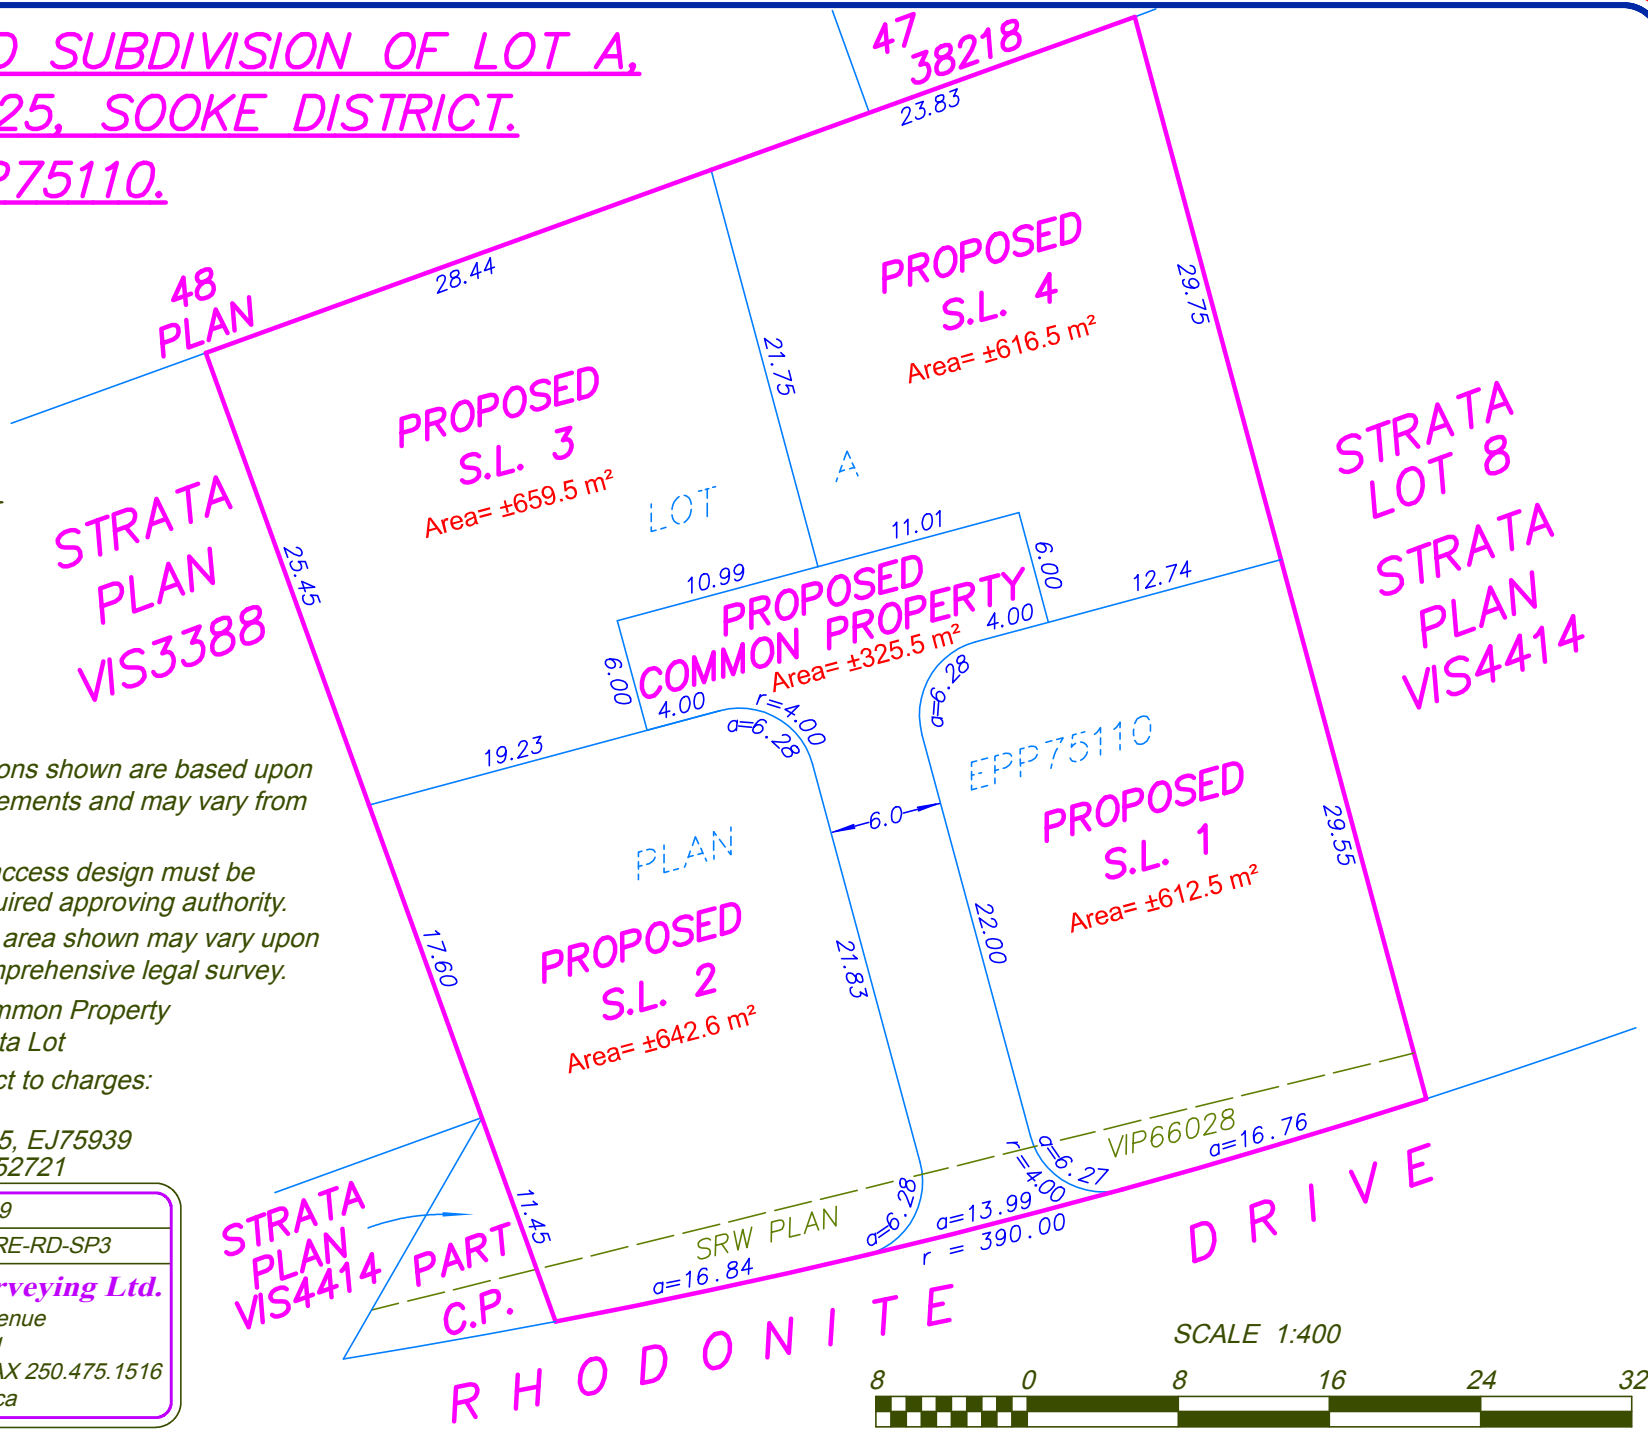 SUBDIVISION OF LOT A,
25, SOOKE DISTRICT.
P75110.
47
38218
23.83
48
PLAN
28.44
PROPOSED
S.L. 4
Area= ±616.5 m²
29.75
21.75
PROPOSED
S.L. 3
Area= ±659.5 m²
LOT A
STRATA
PLAN
VIS3388
25.45
STRATA
LOT 8
STRATA
PLAN
VIS4414
10.99
11.01
6.00
12.74
PROPOSED
COMMON PROPERTY
Area= ±325.5 m²
4.00
6.00
4.00
r=4.00
a=6.28
a=6.28
19.23
EPP75110
6.0
PLAN
PROPOSED
S.L. 1
Area= ±612.5 m²
29.55
22.00
21.83
PROPOSED
S.L. 2
Area= ±642.6 m²
17.60
ons shown are based upon
ements and may vary from
ccess design must be
uired approving authority.
area shown may vary upon
mprehensive legal survey.
mmon Property
ta Lot
ct to charges:
5, EJ75939
52721
9
RE-RD-SP3
rveying Ltd.
enue
AX 250.475.1516
ca
STRATA
PLAN
VIS4414
PART
C.P.
11.45
SRW PLAN
VIP66028
a=6.28
a=13.99
r = 390.00
r=4.00
a=6.27
a=16.76
a=16.84
RHODONITE DRIVE
SCALE 1:400
8 0 8 16 24 32